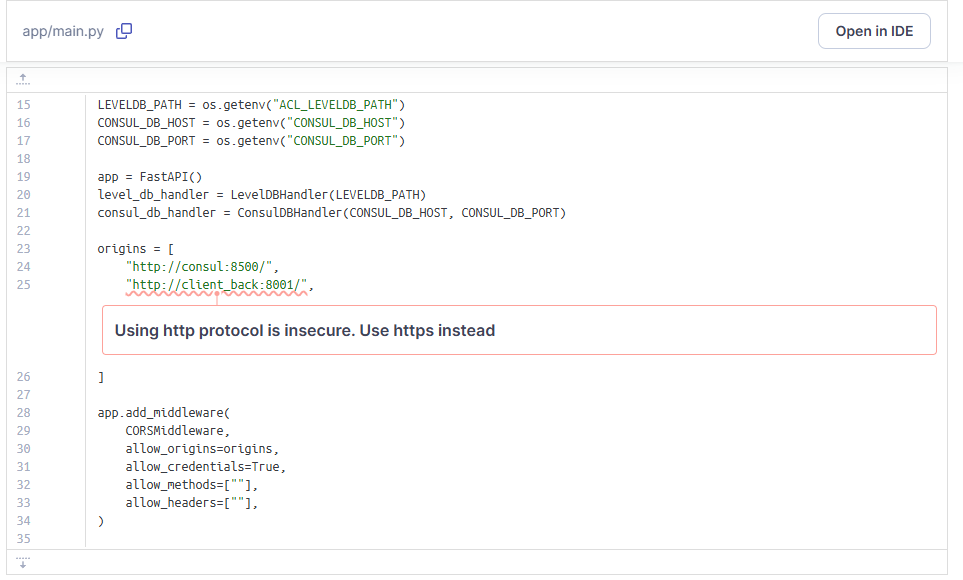 app/main.py
Open in IDE
15 LEVELDB_PATH = os.getenv("ACL_LEVELDB_PATH")
16 CONSUL_DB_HOST = os.getenv("CONSUL_DB_HOST")
17 CONSUL_DB_PORT = os.getenv("CONSUL_DB_PORT")
18
19 app = FastAPI()
20 level_db_handler = LevelDBHandler(LEVELDB_PATH)
21 consul_db_handler = ConsulDBHandler(CONSUL_DB_HOST, CONSUL_DB_PORT)
22
23 origins = [
24     "http://consul:8500/",
25     "http://client_back:8001/",
Using http protocol is insecure. Use https instead
26 ]
27
28 app.add_middleware(
29     CORSMiddleware,
30     allow_origins=origins,
31     allow_credentials=True,
32     allow_methods=[""],
33     allow_headers=[""],
34 )
35